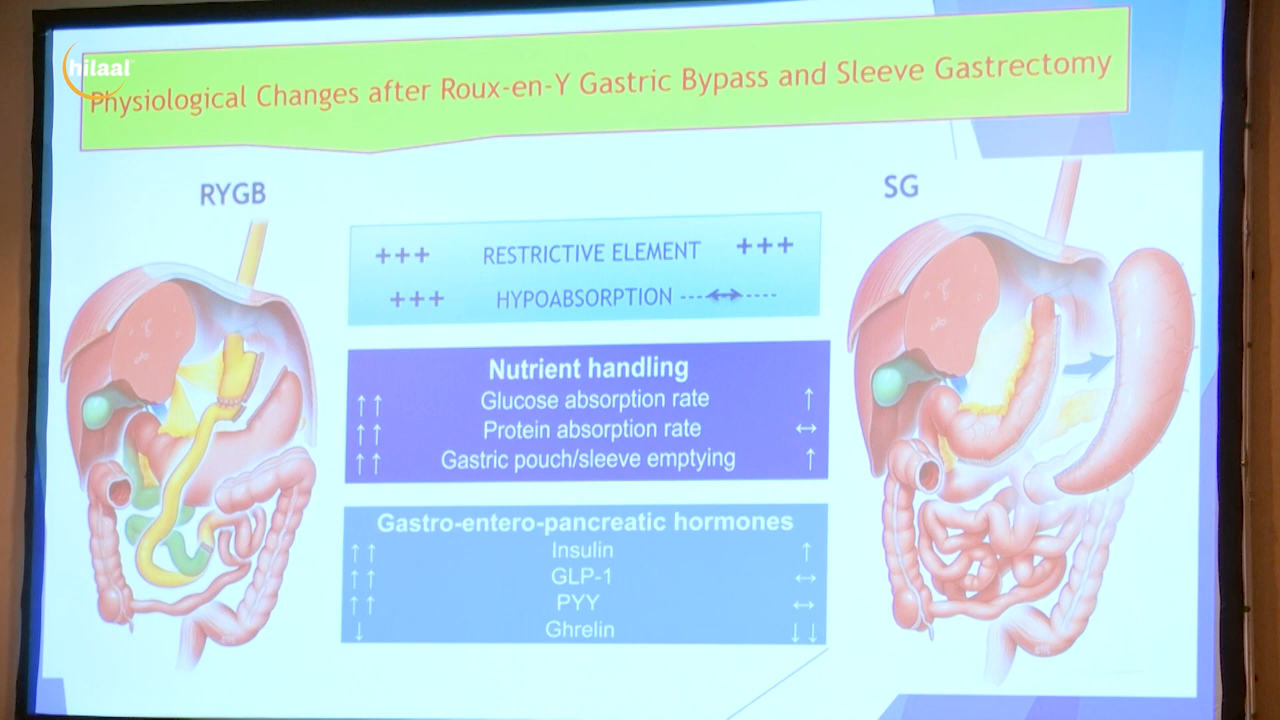 hilaal
Physiological Changes after Roux-en-Y Gastric Bypass and Sleeve Gastrectomy
RYGB
SG
+++ RESTRICTIVE ELEMENT +++
+++ HYPOABSORPTION ----↔----
Nutrient handling
↑↑ Glucose absorption rate ↑
↑↑ Protein absorption rate ↔
↑↑ Gastric pouch/sleeve emptying ↑
Gastro-entero-pancreatic hormones
↑↑ Insulin ↑
↑↑ GLP-1 ↔
↑↑ PYY ↔
↓ Ghrelin ↓↓